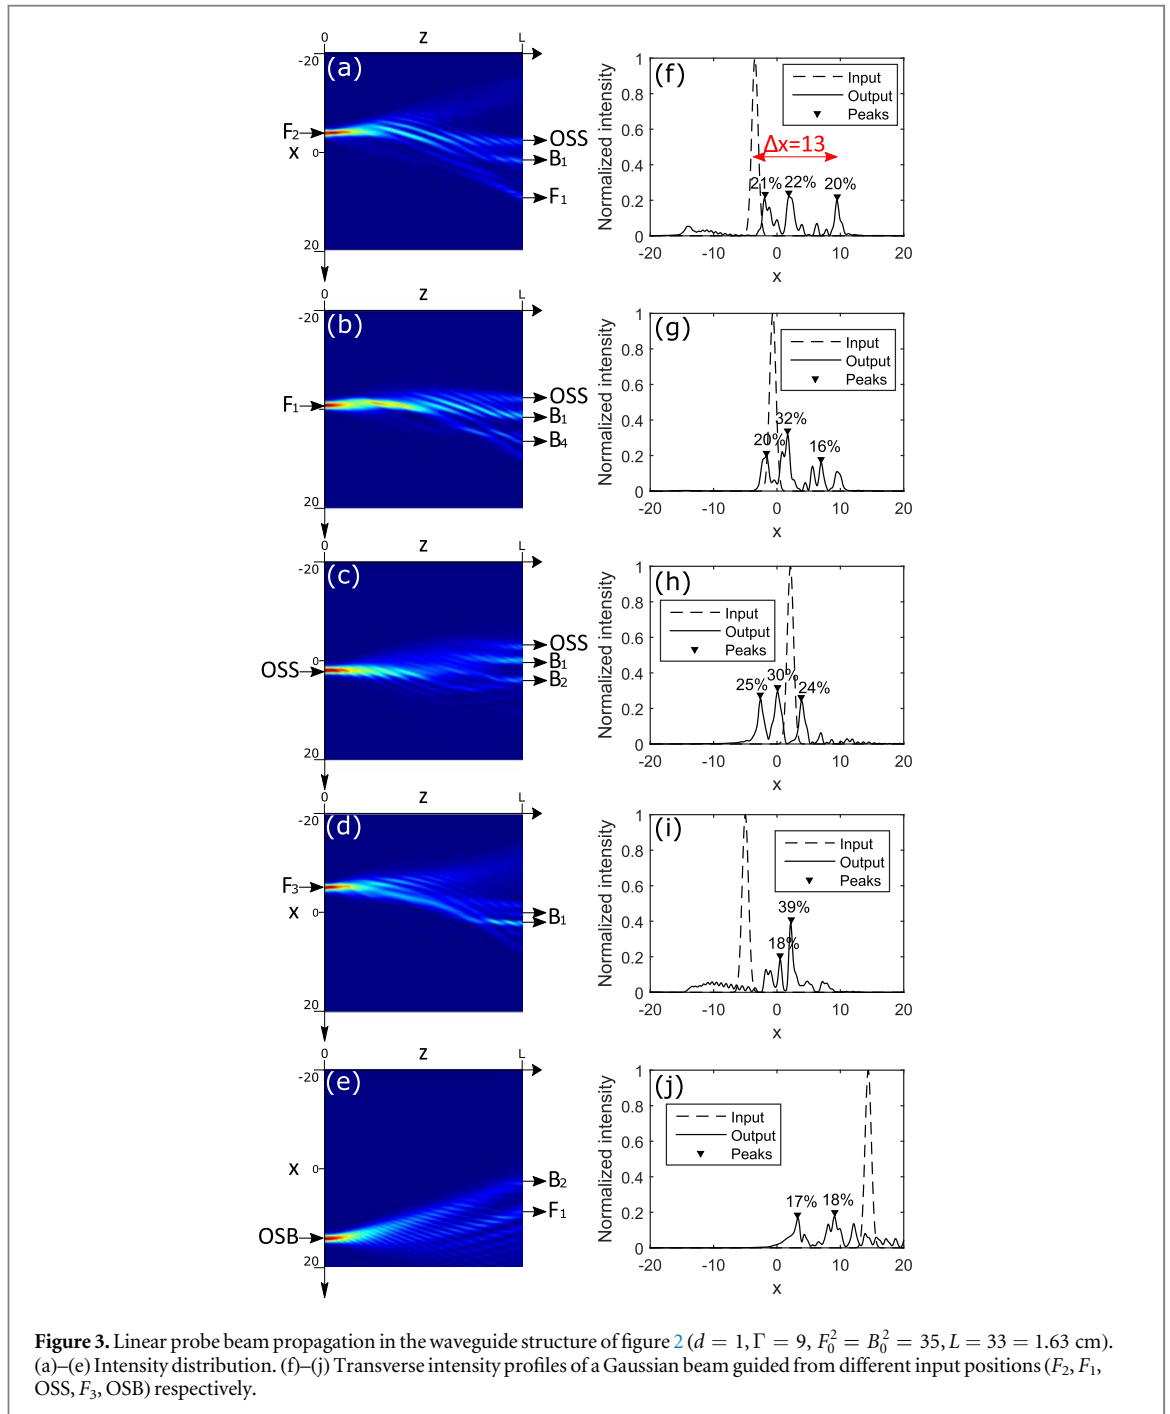 0 Z L
-20 (a)
F2
x 0
OSS
B1
F1
20
(f)
Input
Output
Peaks
Δx=13
21% 22% 20%
Normalized intensity
1
0.8
0.6
0.4
0.2
0
-20 -10 0 10 20
x
0 Z L
-20 (b)
F1
OSS
B1
B4
20
(g)
Input
Output
Peaks
20% 32% 16%
Normalized intensity
1
0.8
0.6
0.4
0.2
0
-20 -10 0 10 20
x
0 Z L
-20 (c)
0
OSS
OSS
B1
B2
20
(h)
Input
Output
Peaks
25% 30% 24%
Normalized intensity
1
0.8
0.6
0.4
0.2
0
-20 -10 0 10 20
x
0 Z L
-20 (d)
F3
x 0
B1
20
(i)
Input
Output
Peaks
18% 39%
Normalized intensity
1
0.8
0.6
0.4
0.2
0
-20 -10 0 10 20
x
0 Z L
-20 (e)
x 0
OSB
B2
F1
20
(j)
Input
Output
Peaks
17% 18%
Normalized intensity
1
0.8
0.6
0.4
0.2
0
-20 -10 0 10 20
x
Figure 3. Linear probe beam propagation in the waveguide structure of figure 2 (d = 1, Γ = 9, F₀² = B₀² = 35, L = 33 = 1.63 cm).
(a)–(e) Intensity distribution. (f)–(j) Transverse intensity profiles of a Gaussian beam guided from different input positions (F₂, F₁,
OSS, F₃, OSB) respectively.